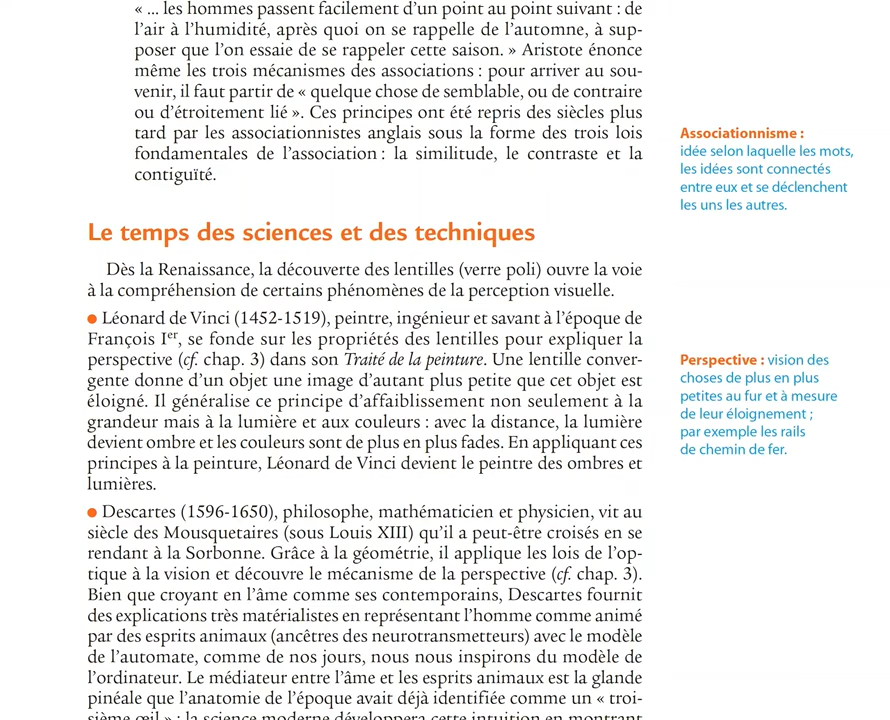 « ... les hommes passent facilement d’un point au point suivant : de
l’air à l’humidité, après quoi on se rappelle de l’automne, à sup-
poser que l’on essaie de se rappeler cette saison. » Aristote énonce
même les trois mécanismes des associations : pour arriver au sou-
venir, il faut partir de « quelque chose de semblable, ou de contraire
ou d’étroitement lié ». Ces principes ont été repris des siècles plus
tard par les associationnistes anglais sous la forme des trois lois
fondamentales de l’association : la similitude, le contraste et la
contiguïté.
Associationnisme :
idée selon laquelle les mots,
les idées sont connectés
entre eux et se déclenchent
les uns les autres.
Le temps des sciences et des techniques
Dès la Renaissance, la découverte des lentilles (verre poli) ouvre la voie
à la compréhension de certains phénomènes de la perception visuelle.
● Léonard de Vinci (1452-1519), peintre, ingénieur et savant à l’époque de
François Ier, se fonde sur les propriétés des lentilles pour expliquer la
perspective (cf. chap. 3) dans son Traité de la peinture. Une lentille conver-
gente donne d’un objet une image d’autant plus petite que cet objet est
éloigné. Il généralise ce principe d’affaiblissement non seulement à la
grandeur mais à la lumière et aux couleurs : avec la distance, la lumière
devient ombre et les couleurs sont de plus en plus fades. En appliquant ces
principes à la peinture, Léonard de Vinci devient le peintre des ombres et
lumières.
Perspective : vision des
choses de plus en plus
petites au fur et à mesure
de leur éloignement ;
par exemple les rails
de chemin de fer.
● Descartes (1596-1650), philosophe, mathématicien et physicien, vit au
siècle des Mousquetaires (sous Louis XIII) qu’il a peut-être croisés en se
rendant à la Sorbonne. Grâce à la géométrie, il applique les lois de l’op-
tique à la vision et découvre le mécanisme de la perspective (cf. chap. 3).
Bien que croyant en l’âme comme ses contemporains, Descartes fournit
des explications très matérialistes en représentant l’homme comme animé
par des esprits animaux (ancêtres des neurotransmetteurs) avec le modèle
de l’automate, comme de nos jours, nous nous inspirons du modèle de
l’ordinateur. Le médiateur entre l’âme et les esprits animaux est la glande
pinéale que l’anatomie de l’époque avait déjà identifiée comme un « troi-
sième œil » ; la science moderne développera cette intuition en montrant